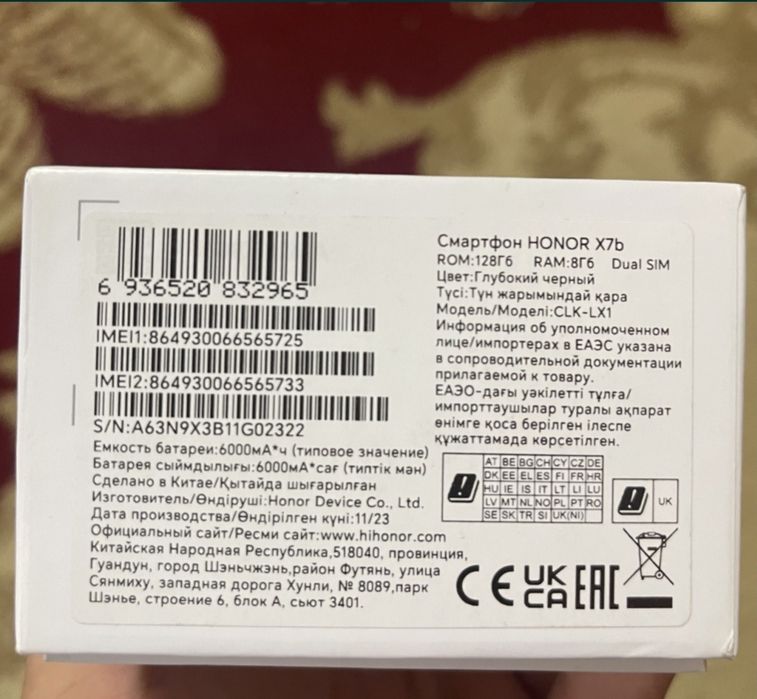 6 936520 832965
IMEI1:864930066565725
IMEI2:864930066565733
S/N:A63N9X3B11G02322
Емкость батареи:6000мА*ч (типовое значение)
Батарея сыймдылығы:6000мА*сағ (типтік мән)
Сделано в Китае/Қытайда шығарылған
Изготовитель/Өндіруші:Honor Device Co., Ltd.
Дата производства/Өндірілген күні:11/23
Официальный сайт/Ресми сайт:www.hihonor.com
Китайская Народная Республика,518040, провинция,
Гуандун, город Шэньчжэнь,район Футянь, улица
Сянмиху, западная дорога Хунли, № 8089,парк
Шэнье, строение 6, блок А, сьют 3401.
Смартфон HONOR X7b
ROM:128Гб RAM:8Гб Dual SIM
Цвет:Глубокий черный
Түсі:Түн жарымындай қара
Модель/Моделі:CLK-LX1
Информация об уполномоченном
лице/импортерах в ЕАЭС указана
в сопроводительной документации
прилагаемой к товару.
ЕАЭО-дағы уәкілетті тұлға/
импорттаушылар туралы ақпарат
өнімге қоса берілген ілеспе
құжаттамада көрсетілген.
AT BE BG CH CY CZ DE
DK EE EL ES FI FR HR
HU IE IS IT LT LI LU
LV MT NL NO PL PT RO
SE SK TR SI UK(NI)
UK
CE UK CA EAC